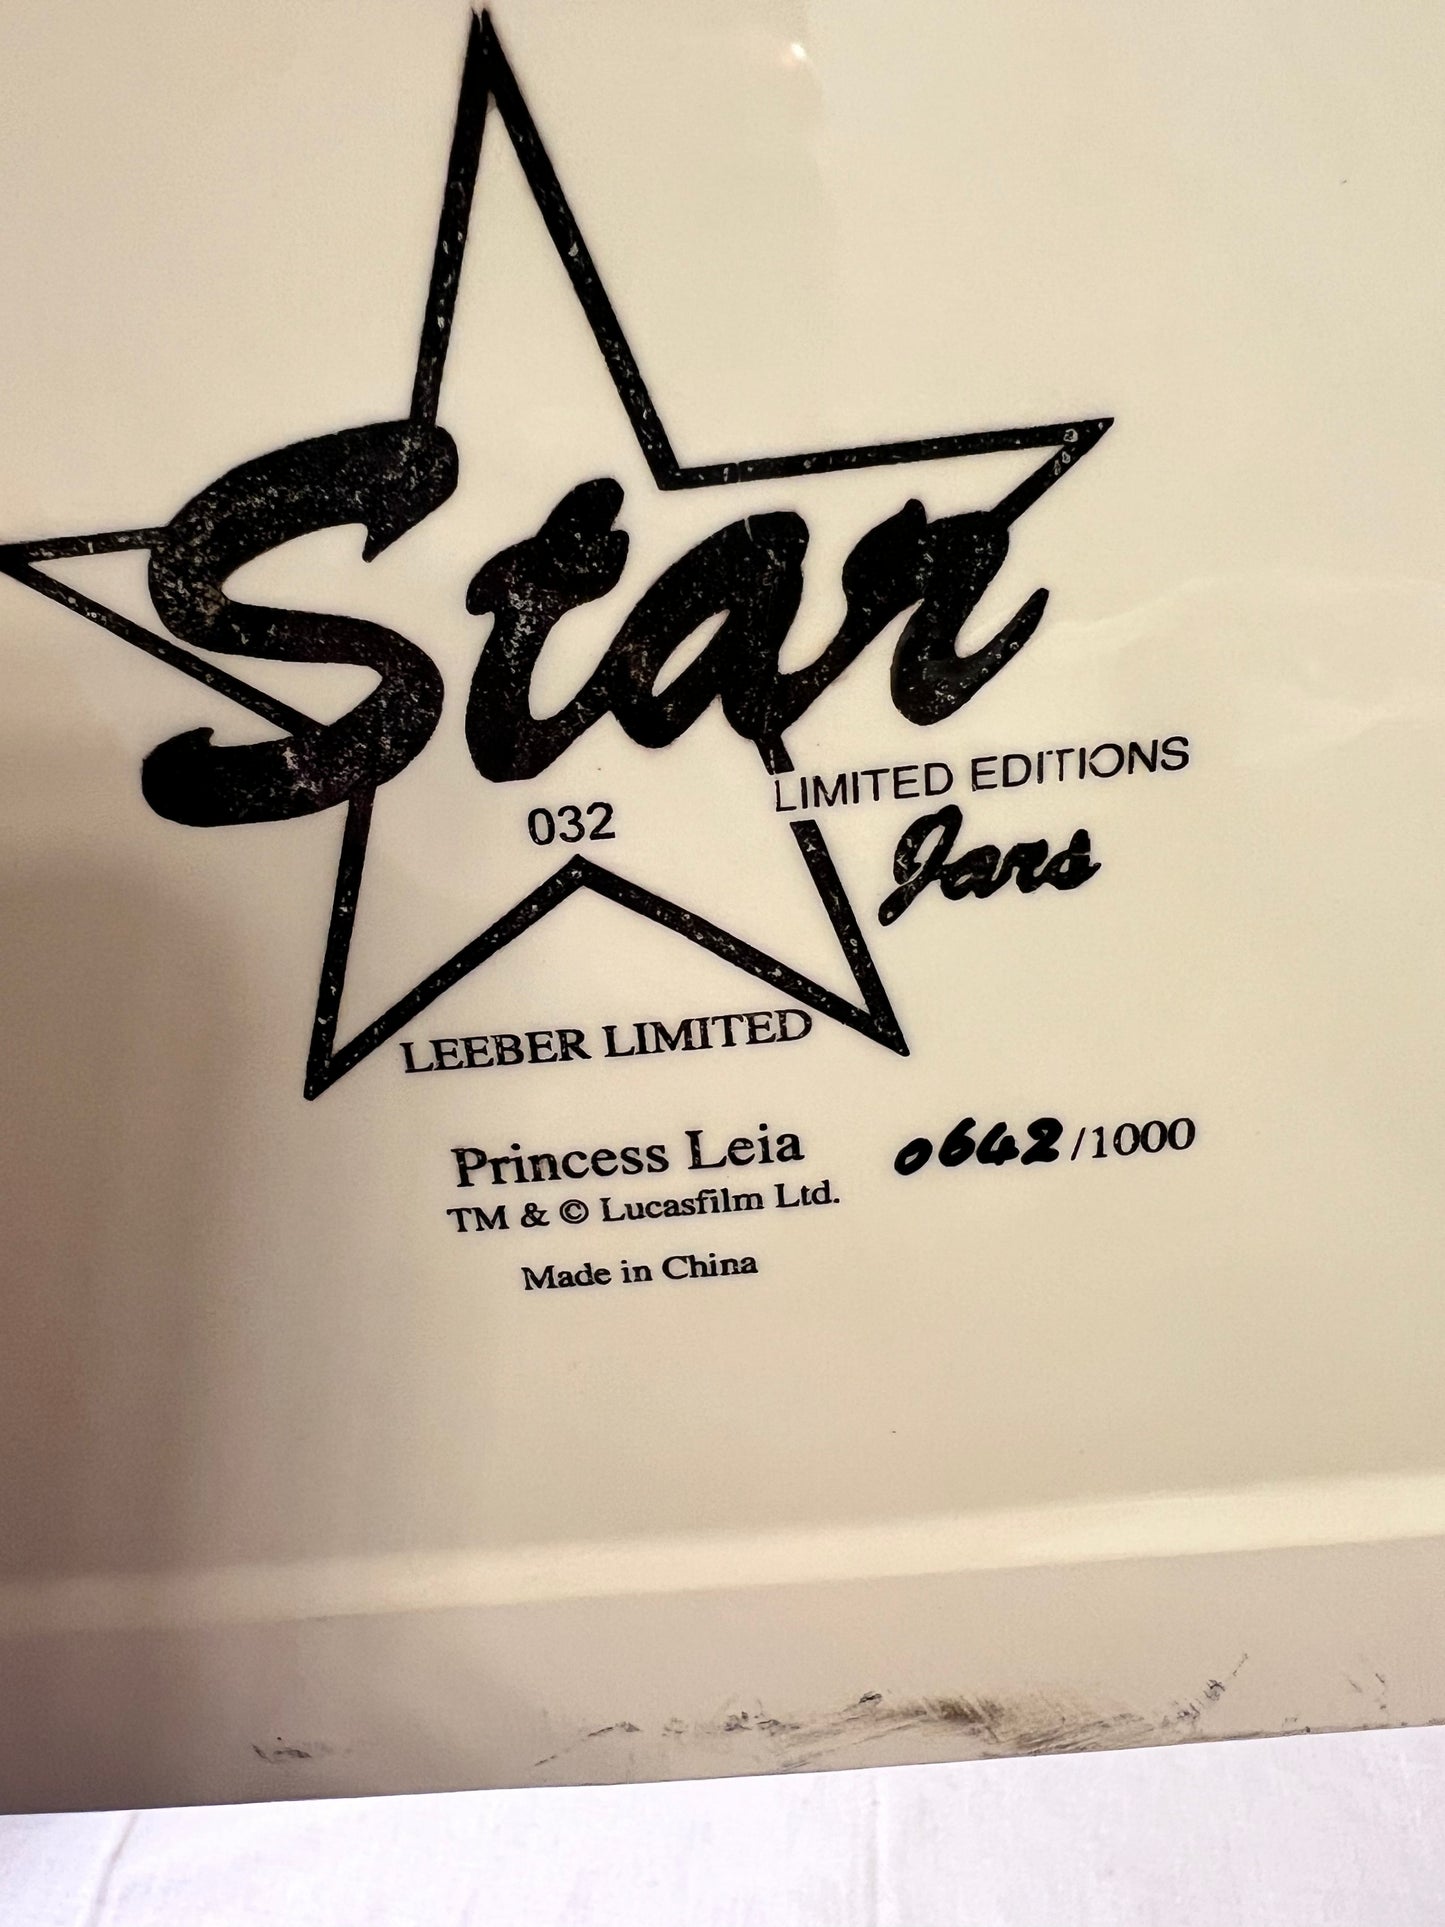 Star
032
LIMITED EDITIONS
Jars
LEEBER LIMITED
Princess Leia 0642/1000
TM & © Lucasfilm Ltd.
Made in China